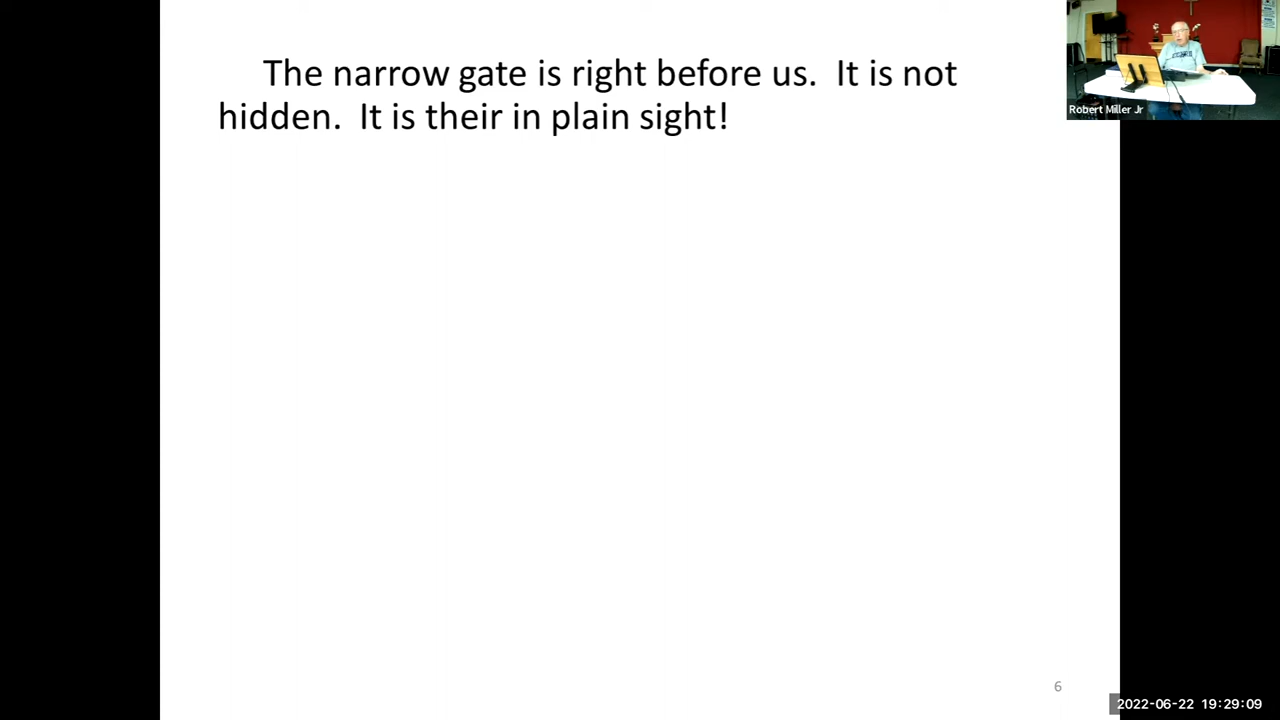 The narrow gate is right before us.  It is not
hidden.  It is their in plain sight!
Robert Miller Jr
6
2022-06-22 19:29:09